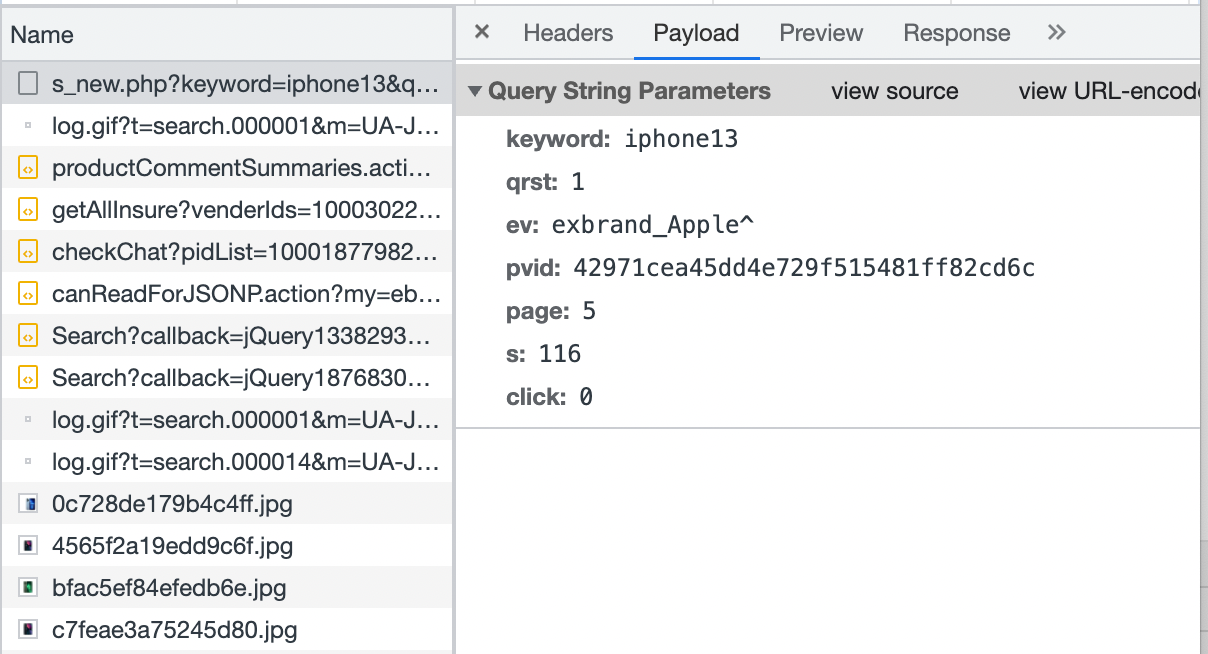 Name
s_new.php?keyword=iphone13&q...
log.gif?t=search.000001&m=UA-J...
productCommentSummaries.acti...
getAllInsure?venderIds=10003022...
checkChat?pidList=10001877982...
canReadForJSONP.action?my=eb...
Search?callback=jQuery1338293...
Search?callback=jQuery1876830...
log.gif?t=search.000001&m=UA-J...
log.gif?t=search.000014&m=UA-J...
0c728de179b4c4ff.jpg
4565f2a19edd9c6f.jpg
bfac5ef84efedb6e.jpg
c7feae3a75245d80.jpg
× Headers Payload Preview Response »
▼ Query String Parameters view source view URL-encode
keyword: iphone13
qrst: 1
ev: exbrand_Apple^
pvid: 42971cea45dd4e729f515481ff82cd6c
page: 5
s: 116
click: 0